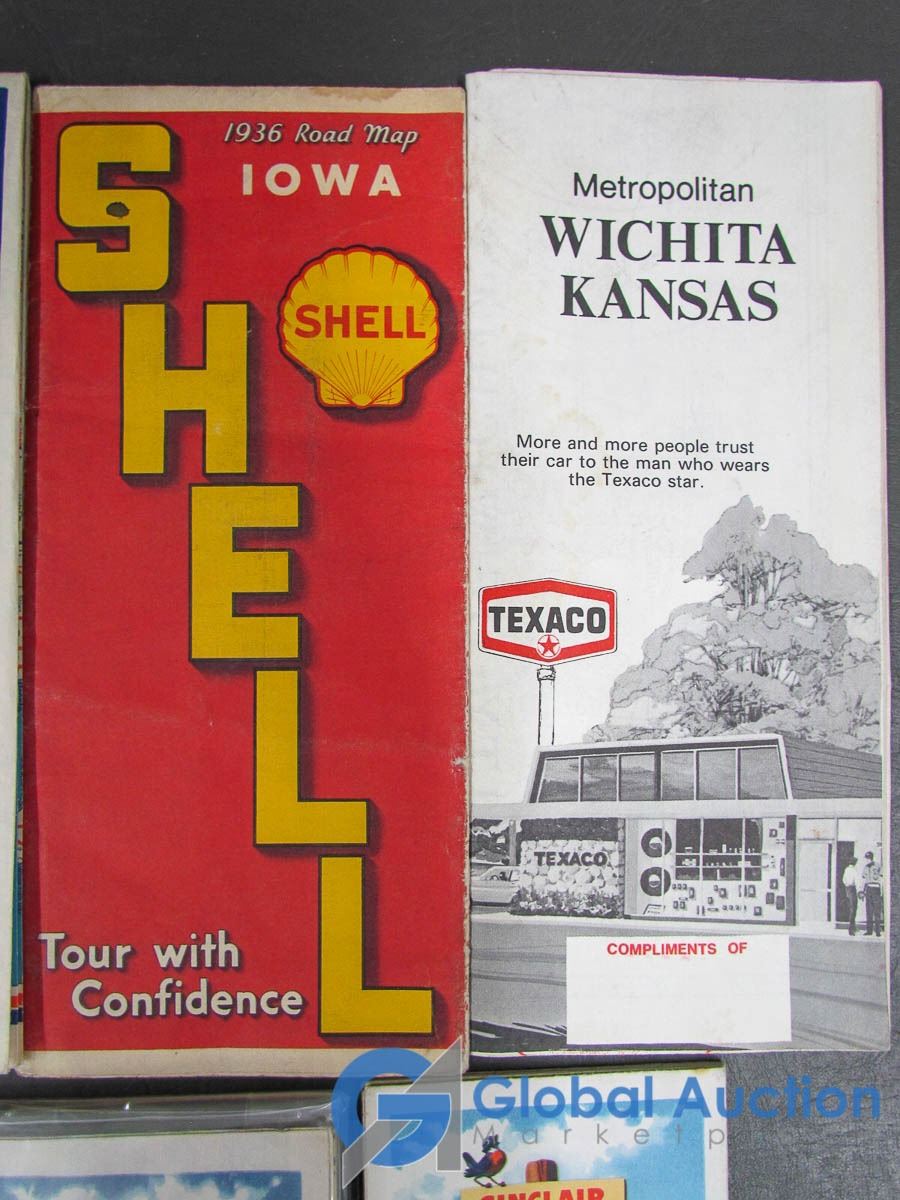 1936 Road Map
IOWA
SHELL
SHELL
Tour with
Confidence
Metropolitan
WICHITA
KANSAS
More and more people trust
their car to the man who wears
the Texaco star.
TEXACO
TEXACO
COMPLIMENTS OF
Global Auction
SINCLAIR